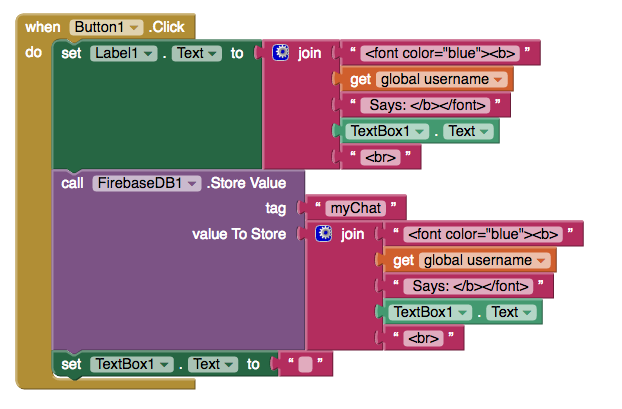 when Button1 .Click
do set Label1 . Text to join " <font color="blue"><b> "
get global username
" Says: </b></font> "
TextBox1 . Text
" <br> "
call FirebaseDB1 .Store Value
tag " myChat "
value To Store join " <font color="blue"><b> "
get global username
" Says: </b></font> "
TextBox1 . Text
" <br> "
set TextBox1 . Text to " "